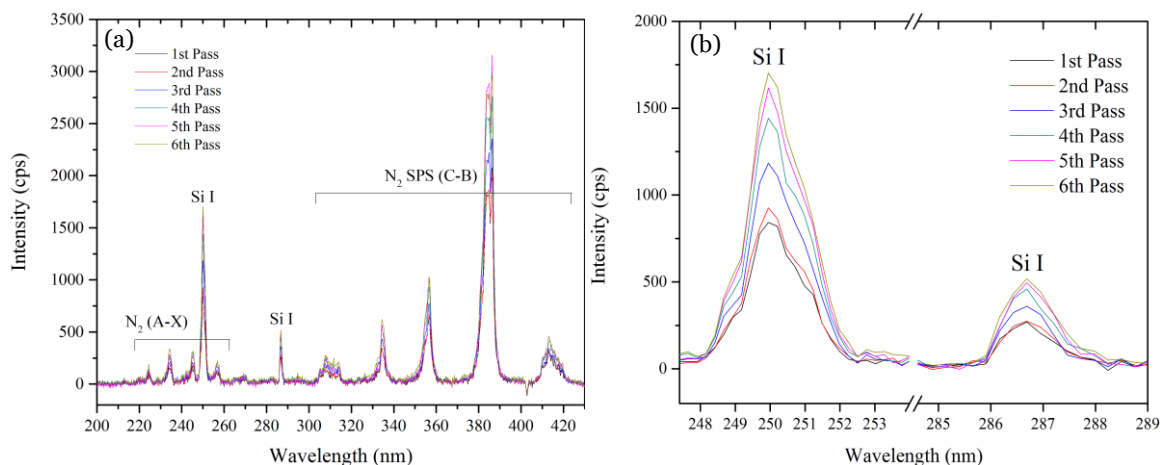 (a)
1st Pass
2nd Pass
3rd Pass
4th Pass
5th Pass
6th Pass
N₂ SPS (C-B)
Si I
N₂ (A-X)
Si I
3500
3000
2500
2000
1500
1000
500
0
Intensity (cps)
200 220 240 260 280 300 320 340 360 380 400 420
Wavelength (nm)
(b)
Si I
1st Pass
2nd Pass
3rd Pass
4th Pass
5th Pass
6th Pass
Si I
2000
1500
1000
500
0
Intensity (cps)
248 249 250 251 252 253 285 286 287 288 289
Wavelength (nm)